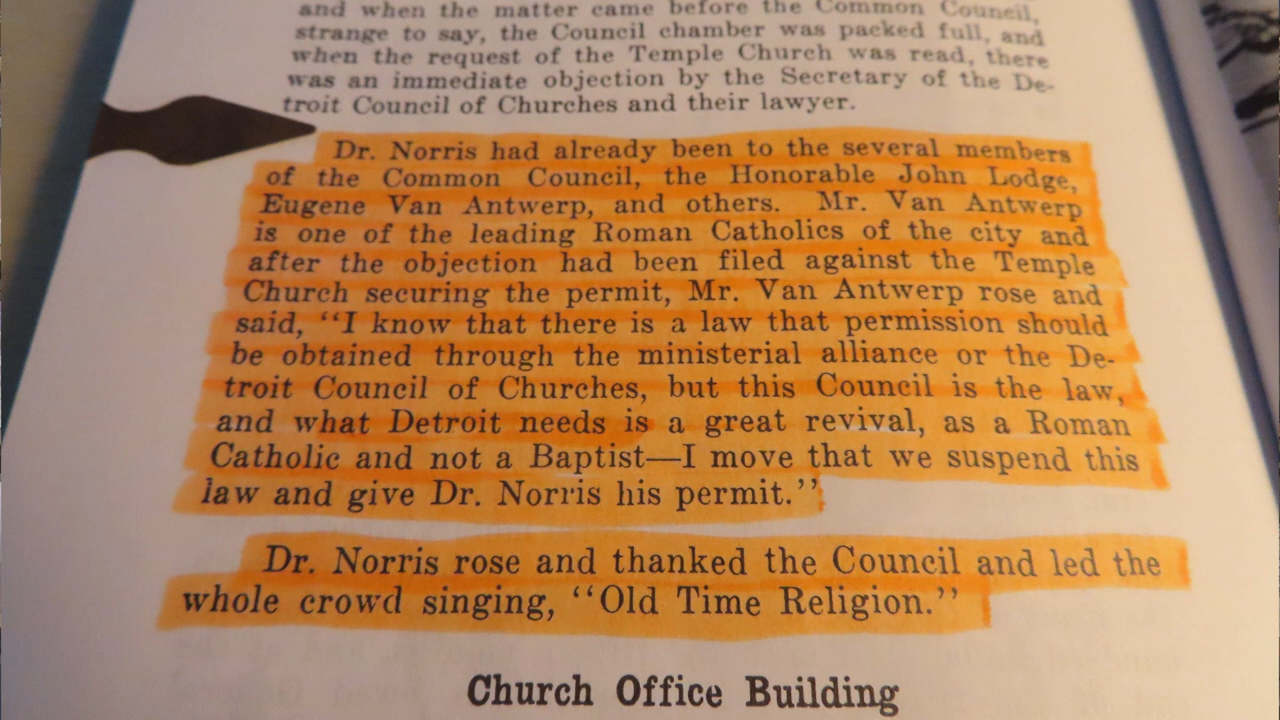 and when the matter came before the Common Council,
strange to say, the Council chamber was packed full, and
when the request of the Temple Church was read, there
was an immediate objection by the Secretary of the De-
troit Council of Churches and their lawyer.
Dr. Norris had already been to the several members
of the Common Council, the Honorable John Lodge,
Eugene Van Antwerp, and others. Mr. Van Antwerp
is one of the leading Roman Catholics of the city and
after the objection had been filed against the Temple
Church securing the permit, Mr. Van Antwerp rose and
said, ‘‘I know that there is a law that permission should
be obtained through the ministerial alliance or the De-
troit Council of Churches, but this Council is the law,
and what Detroit needs is a great revival, as a Roman
Catholic and not a Baptist—I move that we suspend this
law and give Dr. Norris his permit.’’
Dr. Norris rose and thanked the Council and led the
whole crowd singing, ‘‘Old Time Religion.’’
Church Office Building